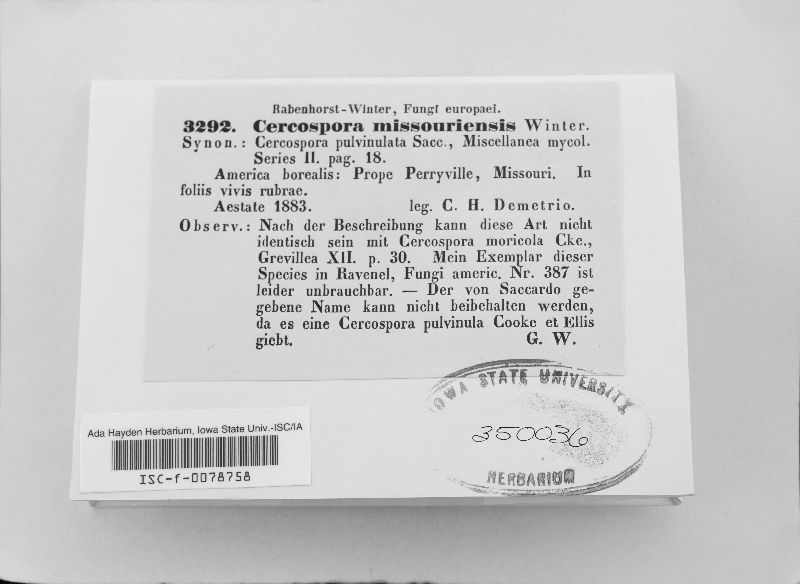 Rabenhorst-Winter, Fungi europaei.
3292. Cercospora missouriensis Winter.
Synon.: Cercospora pulvinulata Sacc., Miscellanea mycol.
Series II. pag. 18.
America borealis: Prope Perryville, Missouri. In
foliis vivis rubrae.
Aestate 1883. leg. C. H. Demetrio.
Observ.: Nach der Beschreibung kann diese Art nicht
identisch sein mit Cercospora moricola Cke.,
Grevillea XII. p. 30. Mein Exemplar dieser
Species in Ravenel, Fungi americ. Nr. 387 ist
leider unbrauchbar. — Der von Saccardo ge-
gebene Name kann nicht beibehalten werden,
da es eine Cercospora pulvinula Cooke et Ellis
giebt. G. W.
IOWA STATE UNIVERSITY
350036
HERBARIUM
Ada Hayden Herbarium, Iowa State Univ.-ISC/IA
ISC-f-0078758